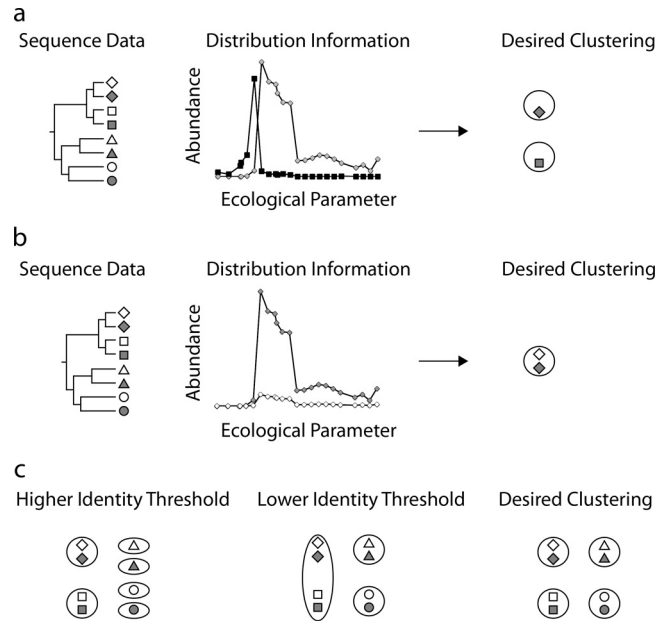 a
Sequence Data
Distribution Information
Desired Clustering
Abundance
Ecological Parameter
b
Sequence Data
Distribution Information
Desired Clustering
Abundance
Ecological Parameter
c
Higher Identity Threshold
Lower Identity Threshold
Desired Clustering